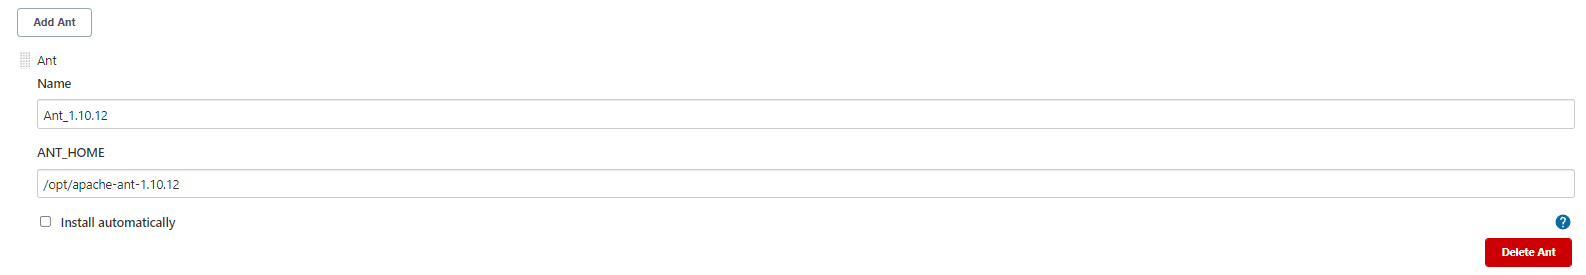 Add Ant
Ant
Name
Ant_1.10.12
ANT_HOME
/opt/apache-ant-1.10.12
Install automatically
?
Delete Ant